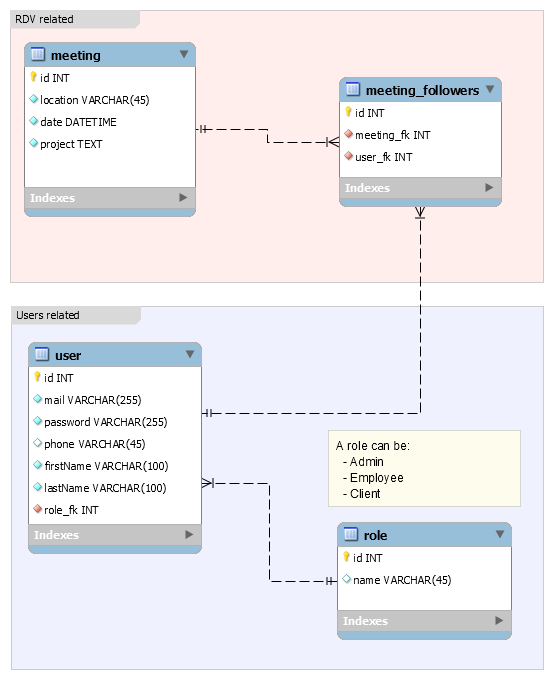 RDV related
meeting
id INT
location VARCHAR(45)
date DATETIME
project TEXT
Indexes
meeting_followers
id INT
meeting_fk INT
user_fk INT
Indexes
Users related
user
id INT
mail VARCHAR(255)
password VARCHAR(255)
phone VARCHAR(45)
firstName VARCHAR(100)
lastName VARCHAR(100)
role_fk INT
Indexes
A role can be:
- Admin
- Employee
- Client
role
id INT
name VARCHAR(45)
Indexes